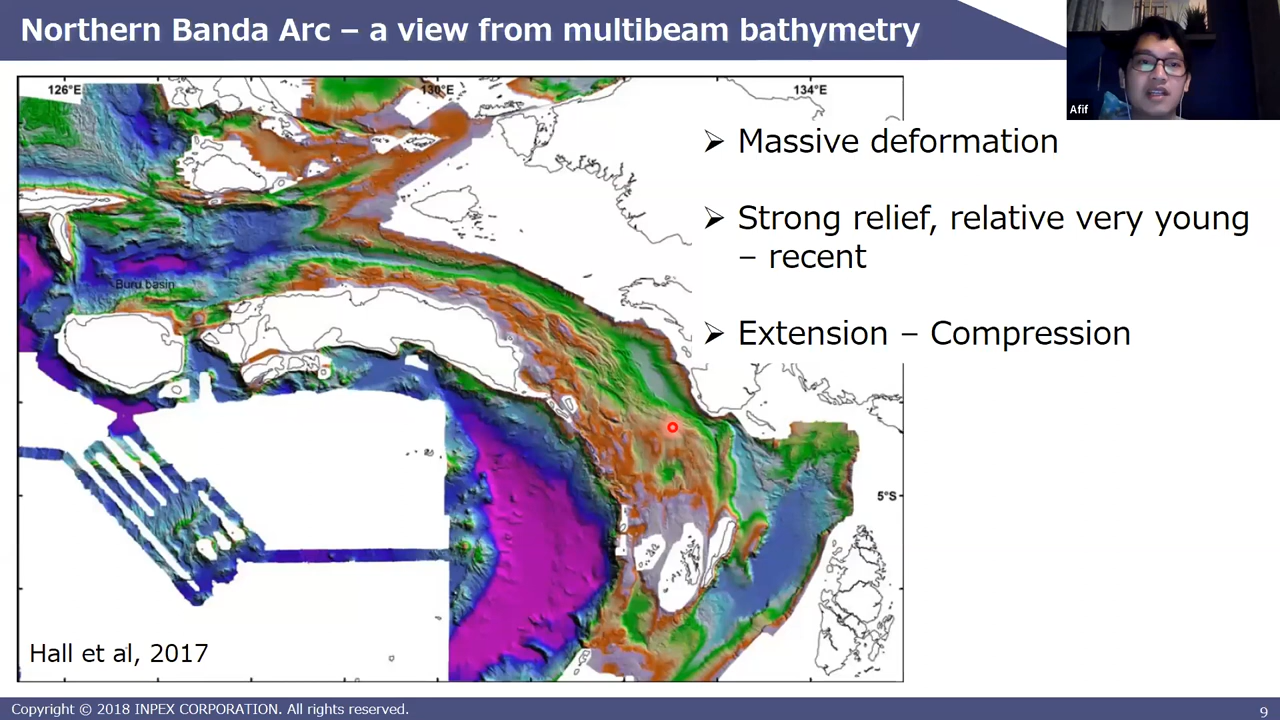 Northern Banda Arc – a view from multibeam bathymetry
Afif
126°E
130°E
134°E
➢ Massive deformation
➢ Strong relief, relative very young
– recent
➢ Extension – Compression
Buru basin
5°S
Hall et al, 2017
Copyright © 2018 INPEX CORPORATION. All rights reserved.
9